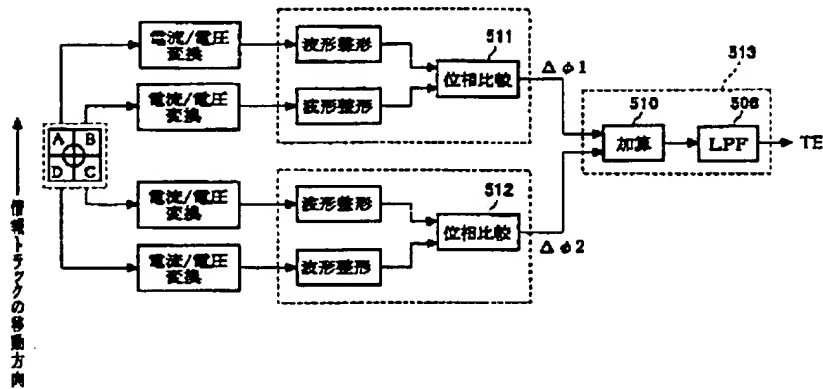 電流/電圧
変換
波形整形
511
位相比較
Δφ1
電流/電圧
変換
波形整形
513
510
加算
506
LPF
TE
A B
D C
電流/電圧
変換
波形整形
512
位相比較
Δφ2
電流/電圧
変換
波形整形
情報トラックの移動方向